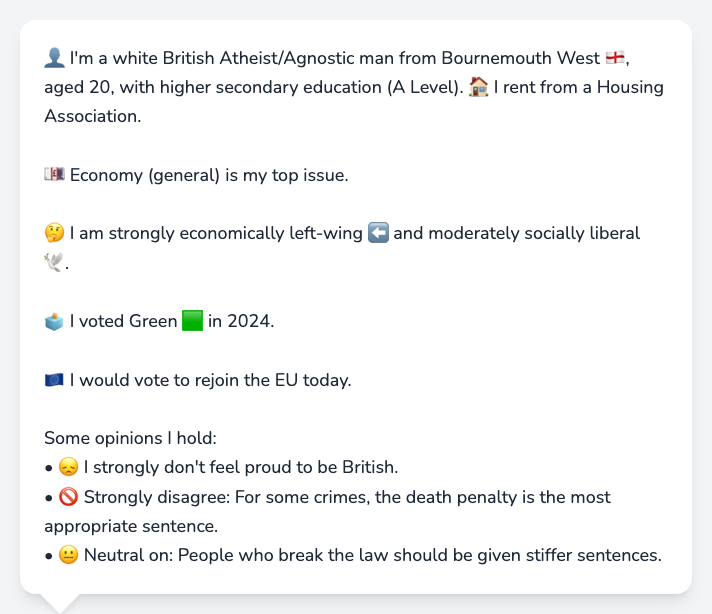 👤 I'm a white British Atheist/Agnostic man from Bournemouth West 🏴󠁧󠁢󠁥󠁮󠁧󠁿,
aged 20, with higher secondary education (A Level). 🏠 I rent from a Housing
Association.
💷 Economy (general) is my top issue.
🤔 I am strongly economically left-wing ⬅️ and moderately socially liberal
🕊️.
🗳️ I voted Green 🟩 in 2024.
🇪🇺 I would vote to rejoin the EU today.
Some opinions I hold:
• 😞 I strongly don't feel proud to be British.
• 🚫 Strongly disagree: For some crimes, the death penalty is the most
appropriate sentence.
• 😐 Neutral on: People who break the law should be given stiffer sentences.